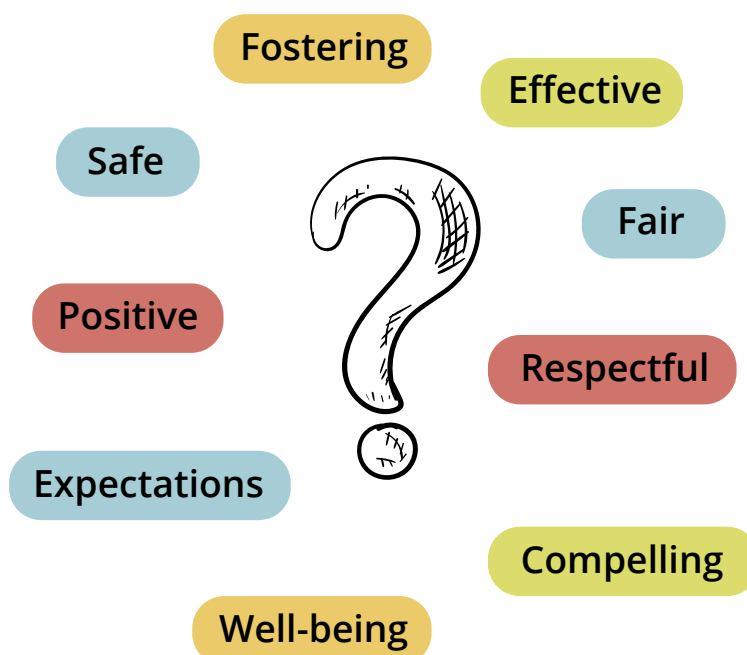 Fostering
Effective
Safe
Fair
Positive
Respectful
Expectations
Compelling
Well-being
?